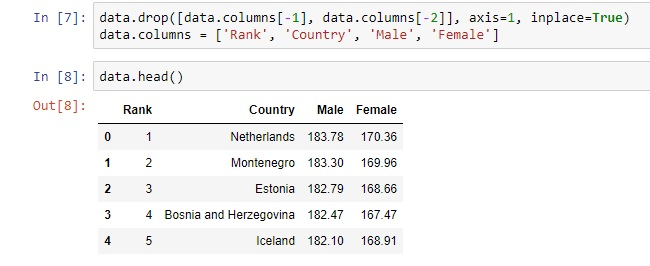 In [7]: data.drop([data.columns[-1], data.columns[-2]], axis=1, inplace=True)
data.columns = ['Rank', 'Country', 'Male', 'Female']
In [8]: data.head()
Out[8]:
Rank Country Male Female
0 1 Netherlands 183.78 170.36
1 2 Montenegro 183.30 169.96
2 3 Estonia 182.79 168.66
3 4 Bosnia and Herzegovina 182.47 167.47
4 5 Iceland 182.10 168.91